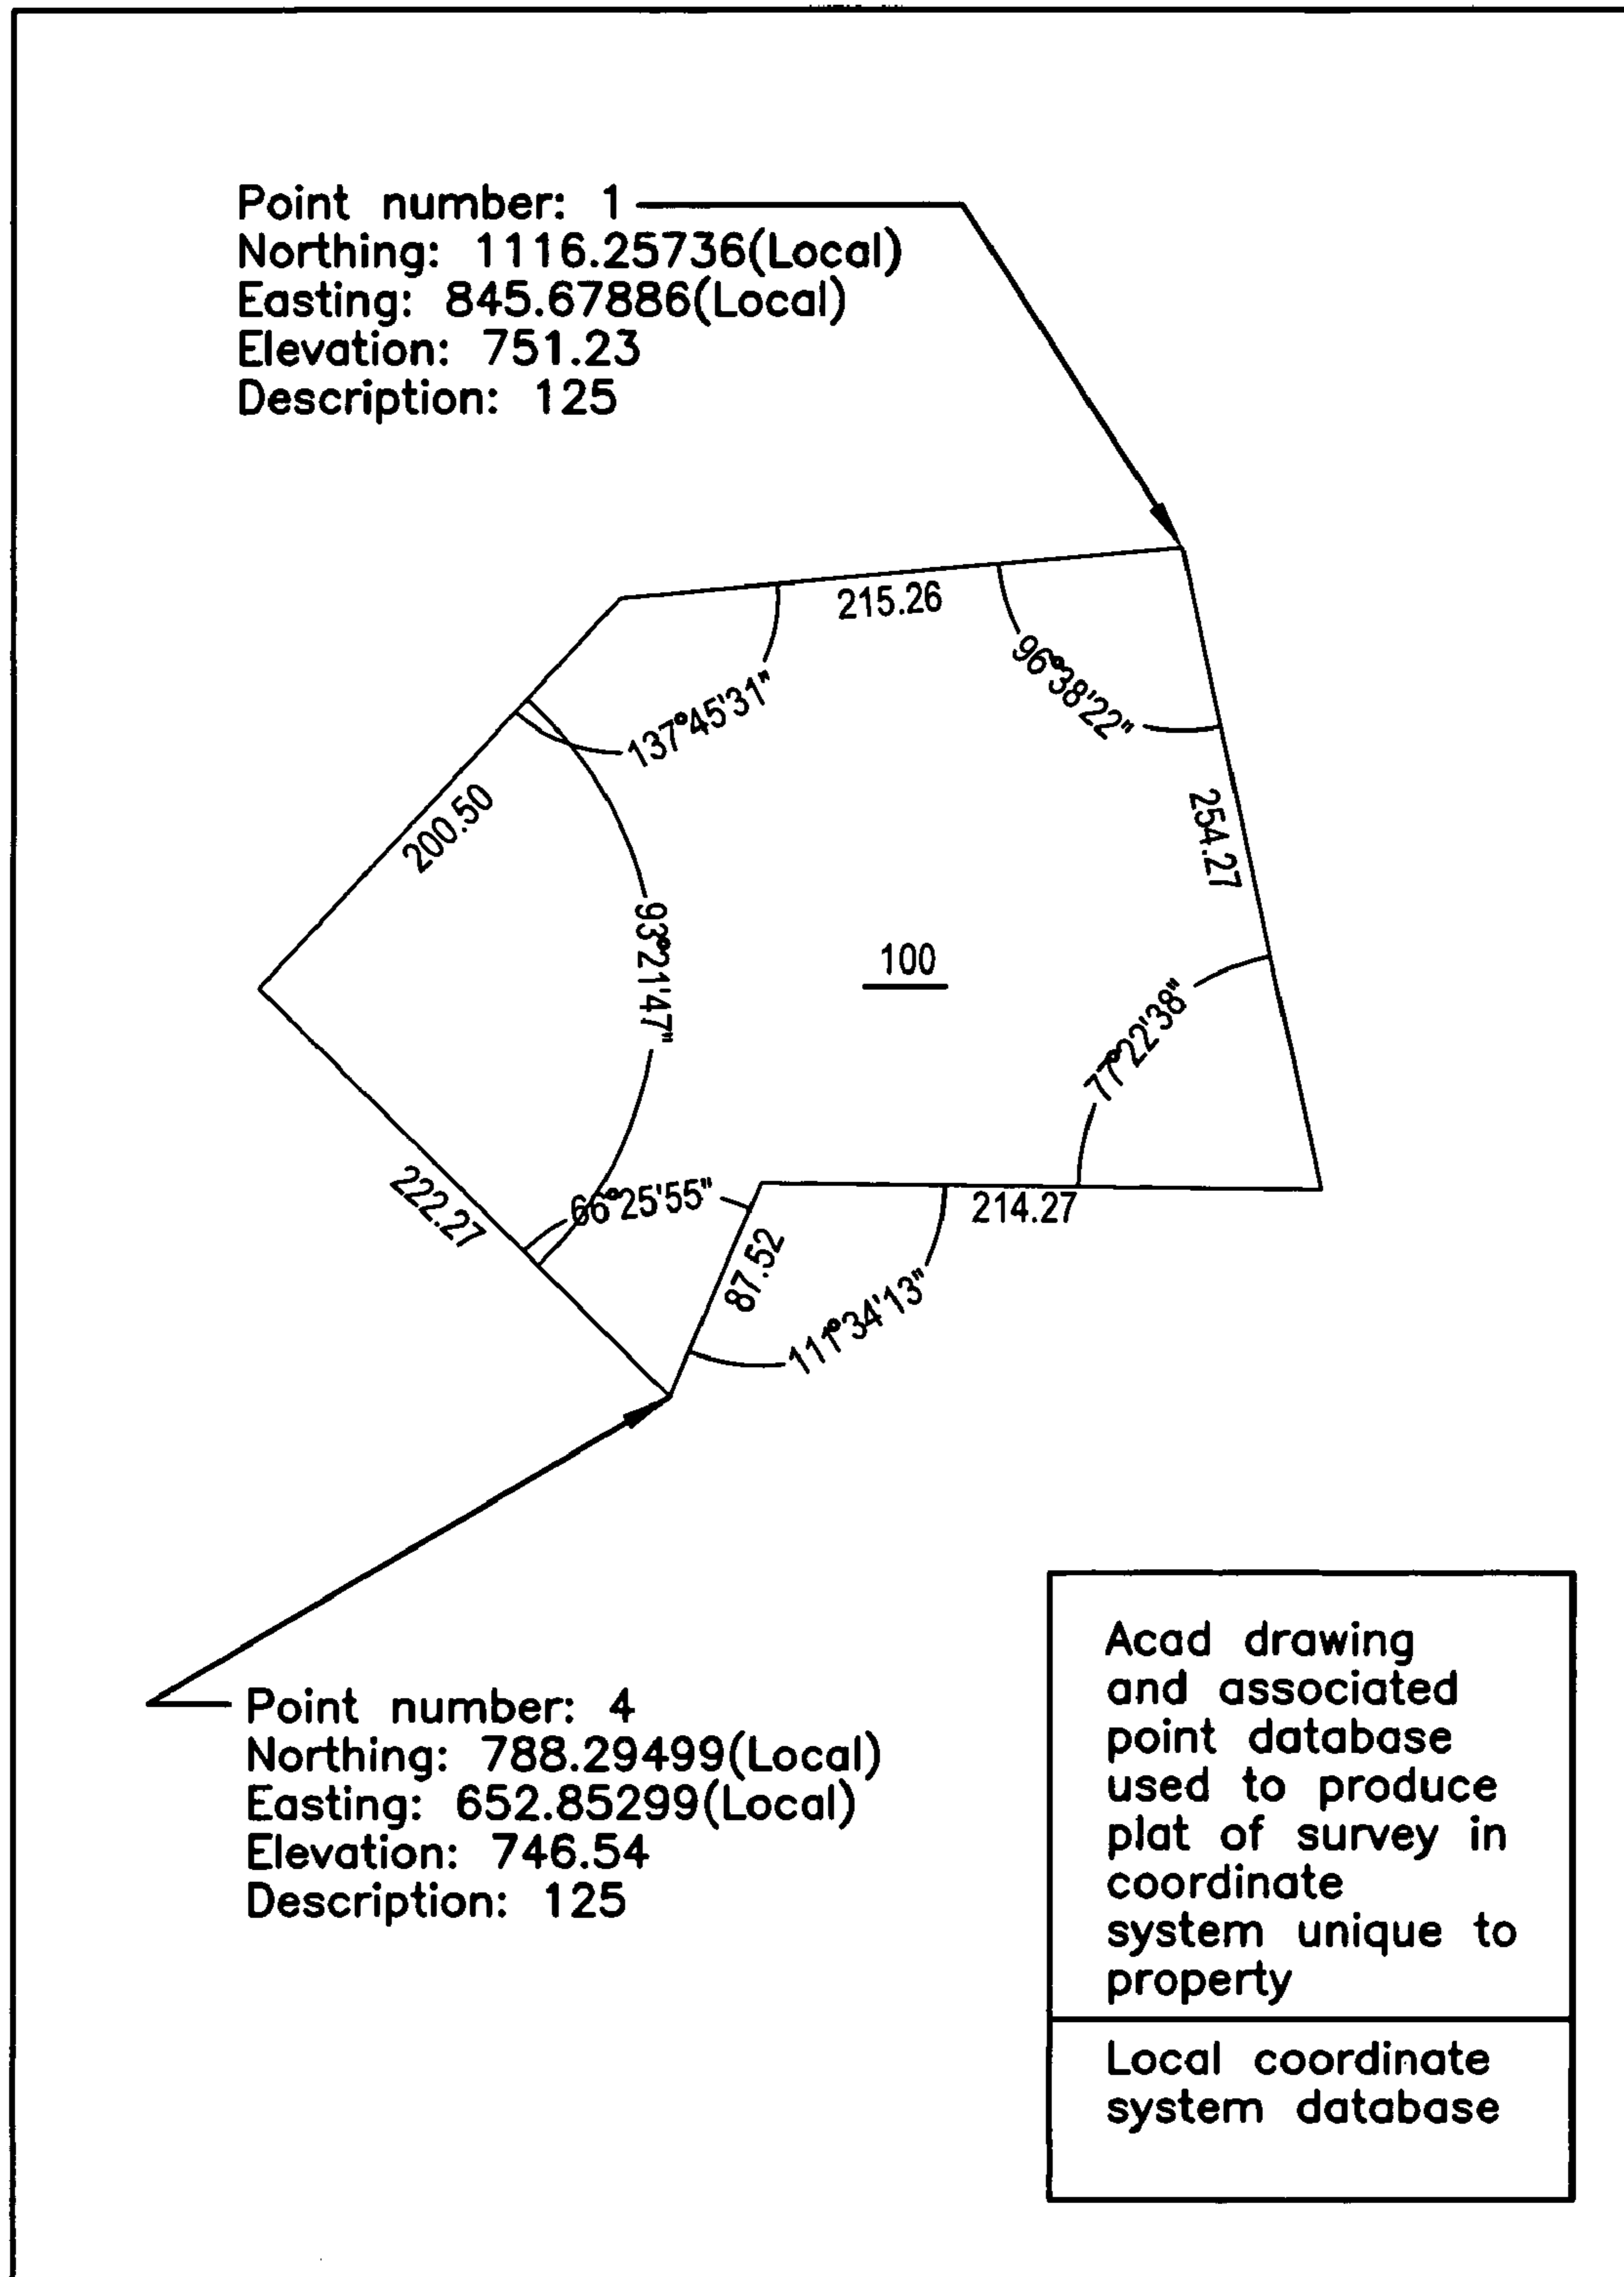 Point number: 1
Northing: 1116.25736(Local)
Easting: 845.67886(Local)
Elevation: 751.23
Description: 125
215.26
96°38'22"
137°45'31"
200.50
254.27
93°21'47"
100
77°22'38"
222.27
66°25'55"
214.27
87.52
111°34'13"
Point number: 4
Northing: 788.29499(Local)
Easting: 652.85299(Local)
Elevation: 746.54
Description: 125
Acad drawing
and associated
point database
used to produce
plat of survey in
coordinate
system unique to
property
Local coordinate
system database